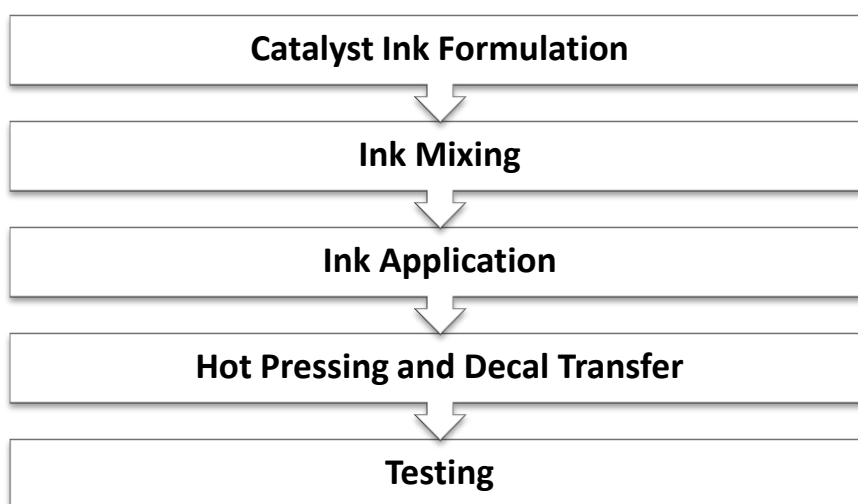 Catalyst Ink Formulation
Ink Mixing
Ink Application
Hot Pressing and Decal Transfer
Testing